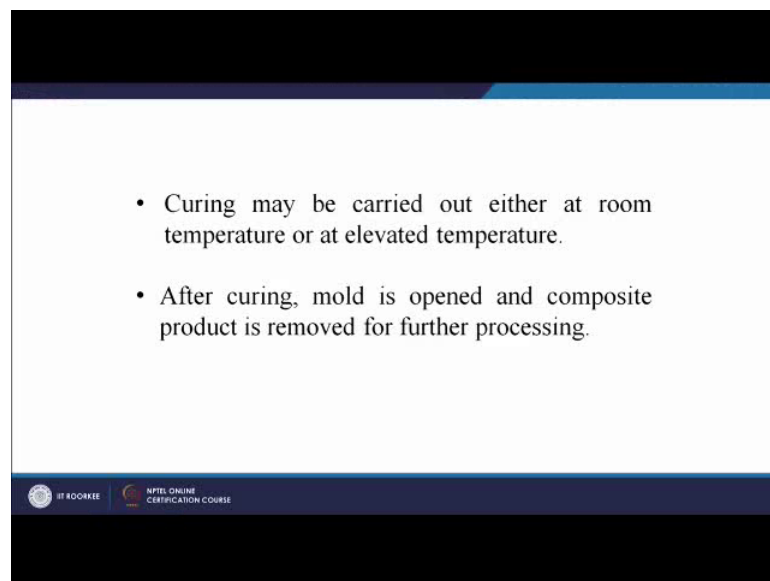 • Curing may be carried out either at room
temperature or at elevated temperature.
• After curing, mold is opened and composite
product is removed for further processing.
IIT ROORKEE
NPTEL ONLINE
CERTIFICATION COURSE